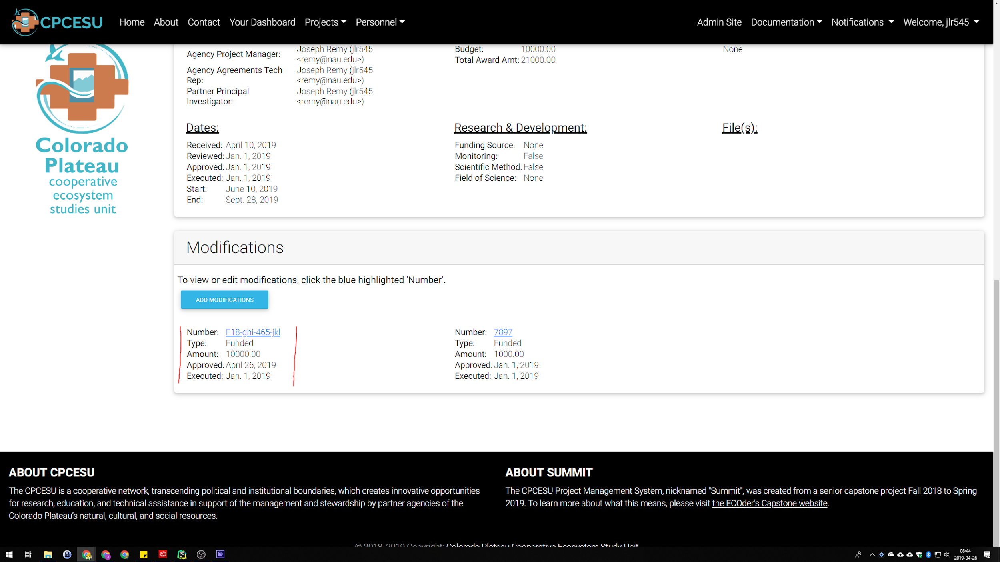 CPCESU Home About Contact Your Dashboard Projects Personnel Admin Site Documentation Notifications Welcome, jlr545
Colorado
Plateau
cooperative
ecosystem
studies unit
Agency Project Manager: Joseph Remy (jlr545
<remy@nau.edu>)
Agency Agreements Tech Rep: Joseph Remy (jlr545
<remy@nau.edu>)
Partner Principal Investigator: Joseph Remy (jlr545
<remy@nau.edu>)
Budget: 10000.00
Total Award Amt: 21000.00
None
Dates:
Received: April 10, 2019
Reviewed: Jan. 1, 2019
Approved: Jan. 1, 2019
Executed: Jan. 1, 2019
Start: June 10, 2019
End: Sept. 28, 2019
Research & Development:
Funding Source: None
Monitoring: False
Scientific Method: False
Field of Science: None
File(s):
Modifications
To view or edit modifications, click the blue highlighted 'Number'.
ADD MODIFICATIONS
Number: F18-ghi-465-jkl
Type: Funded
Amount: 10000.00
Approved: April 26, 2019
Executed: Jan. 1, 2019
Number: 7897
Type: Funded
Amount: 1000.00
Approved: Jan. 1, 2019
Executed: Jan. 1, 2019
ABOUT CPCESU
The CPCESU is a cooperative network, transcending political and institutional boundaries, which creates innovative opportunities
for research, education, and technical assistance in support of the management and stewardship by partner agencies of the
Colorado Plateau's natural, cultural, and social resources.
ABOUT SUMMIT
The CPCESU Project Management System, nicknamed "Summit", was created from a senior capstone project Fall 2018 to Spring
2019. To learn more about what this means, please visit the ECOder's Capstone website.
© 2018-2019 Copyright: Colorado Plateau Cooperative Ecosystem Study Unit
PC
08:44
2019-04-26